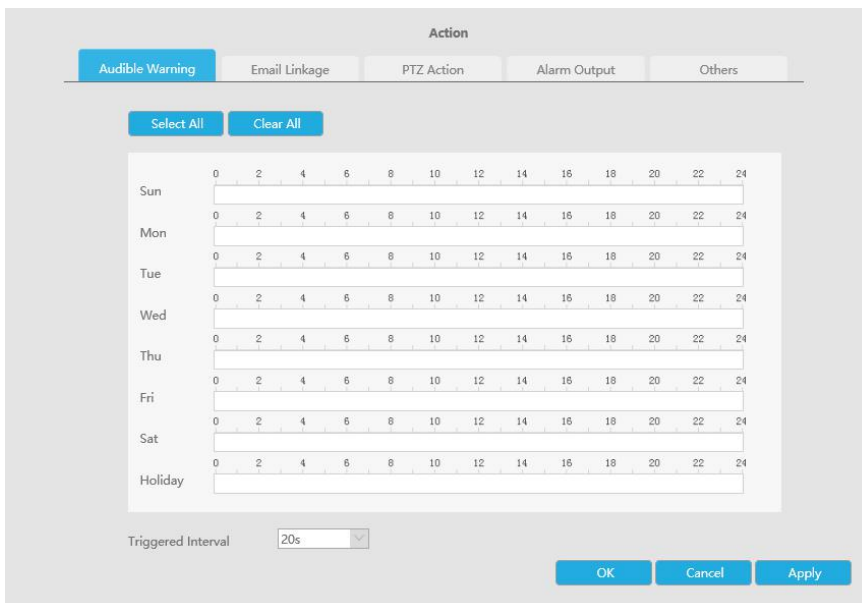 Action
Audible Warning Email Linkage PTZ Action Alarm Output Others
Select All Clear All
0 2 4 6 8 10 12 14 16 18 20 22 24
Sun
0 2 4 6 8 10 12 14 16 18 20 22 24
Mon
0 2 4 6 8 10 12 14 16 18 20 22 24
Tue
0 2 4 6 8 10 12 14 16 18 20 22 24
Wed
0 2 4 6 8 10 12 14 16 18 20 22 24
Thu
0 2 4 6 8 10 12 14 16 18 20 22 24
Fri
0 2 4 6 8 10 12 14 16 18 20 22 24
Sat
0 2 4 6 8 10 12 14 16 18 20 22 24
Holiday
Triggered Interval 20s
OK Cancel Apply